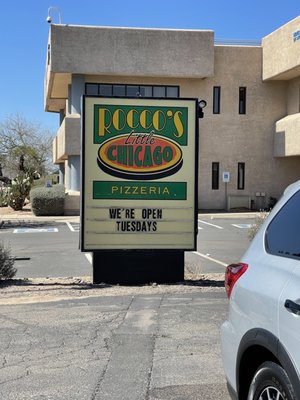 ROCCO'S
Little
CHICAGO
PIZZERIA
WE'RE OPEN
TUESDAYS